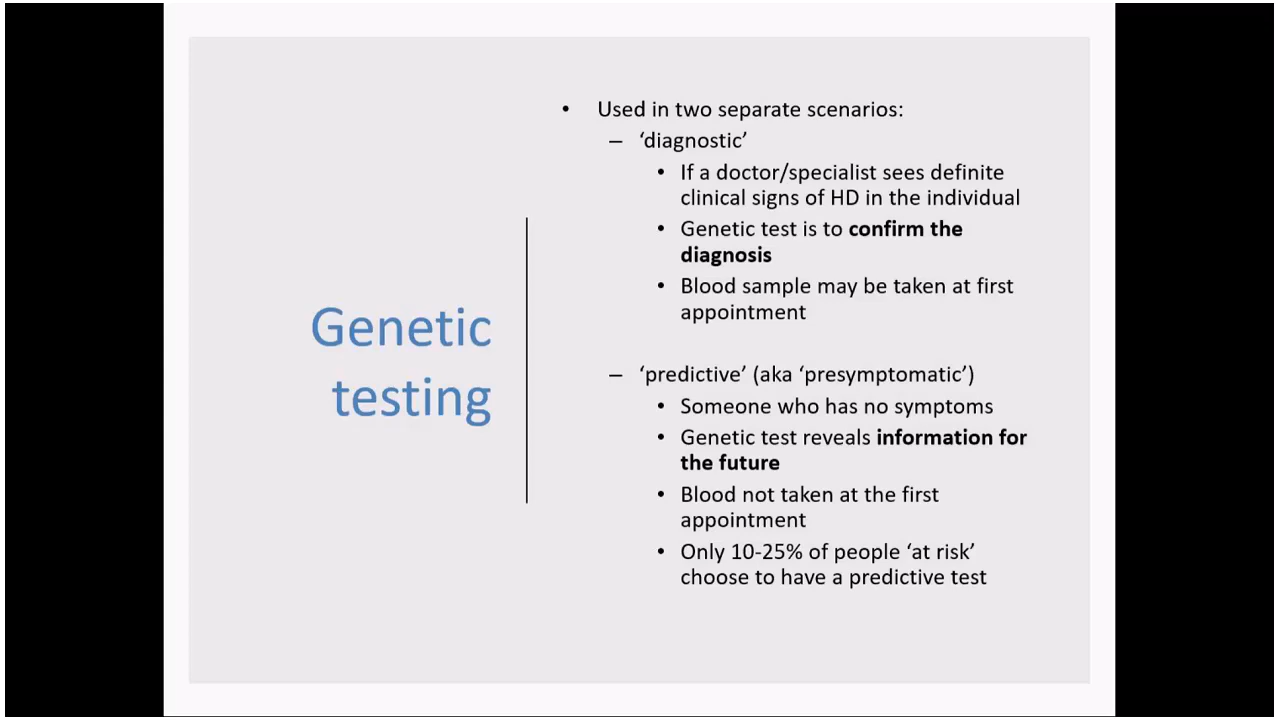 Genetic
testing
• Used in two separate scenarios:
– ‘diagnostic’
• If a doctor/specialist sees definite
clinical signs of HD in the individual
• Genetic test is to confirm the
diagnosis
• Blood sample may be taken at first
appointment
– ‘predictive’ (aka ‘presymptomatic’)
• Someone who has no symptoms
• Genetic test reveals information for
the future
• Blood not taken at the first
appointment
• Only 10-25% of people ‘at risk’
choose to have a predictive test